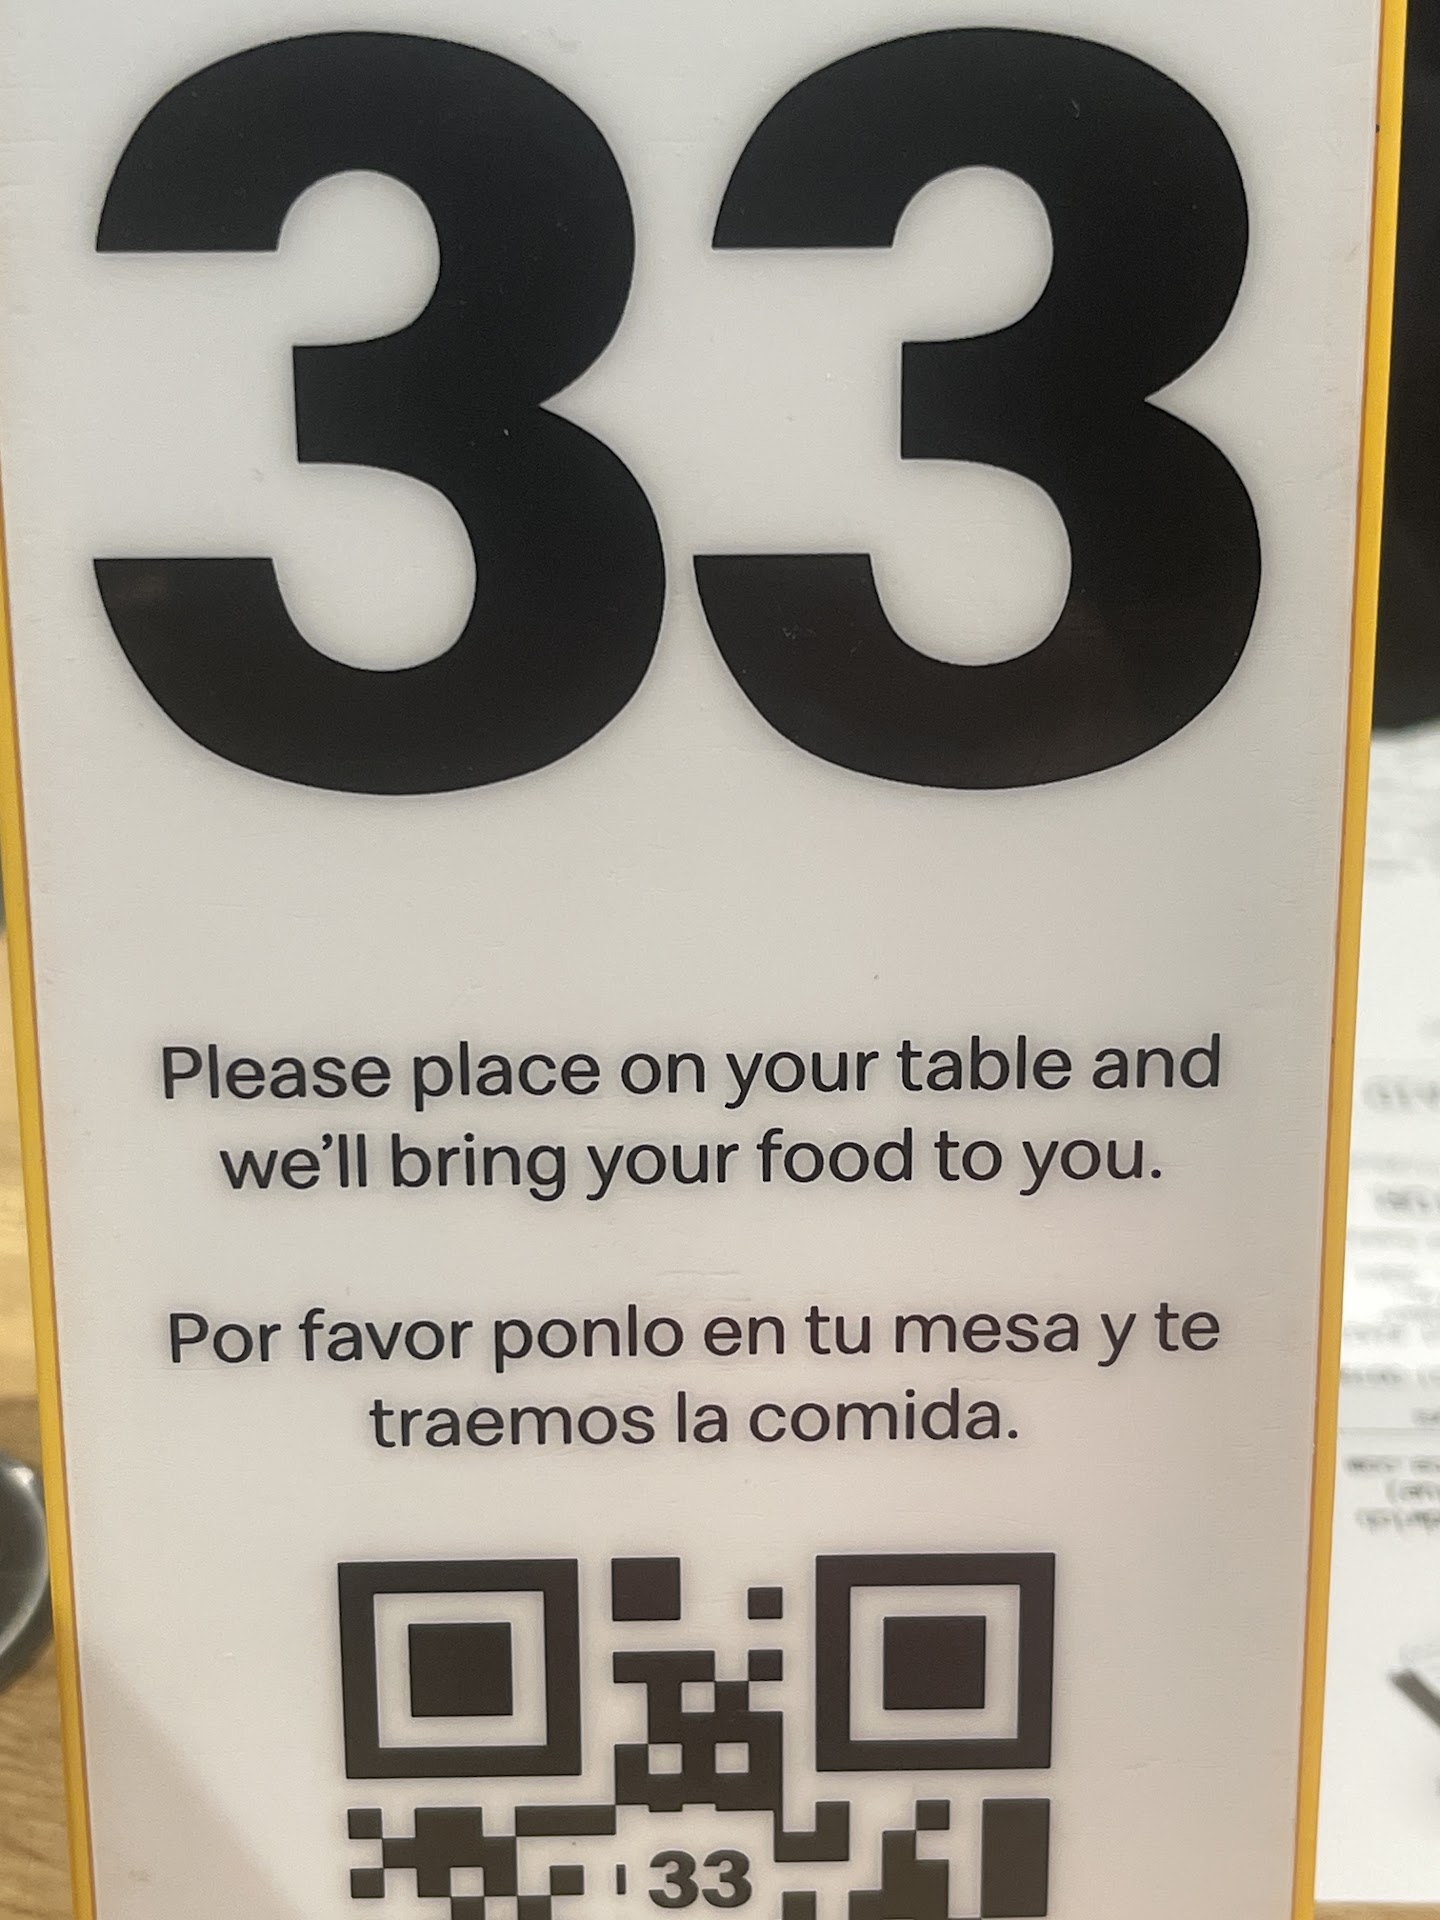 33
Please place on your table and
we'll bring your food to you.
Por favor ponlo en tu mesa y te
traemos la comida.
33